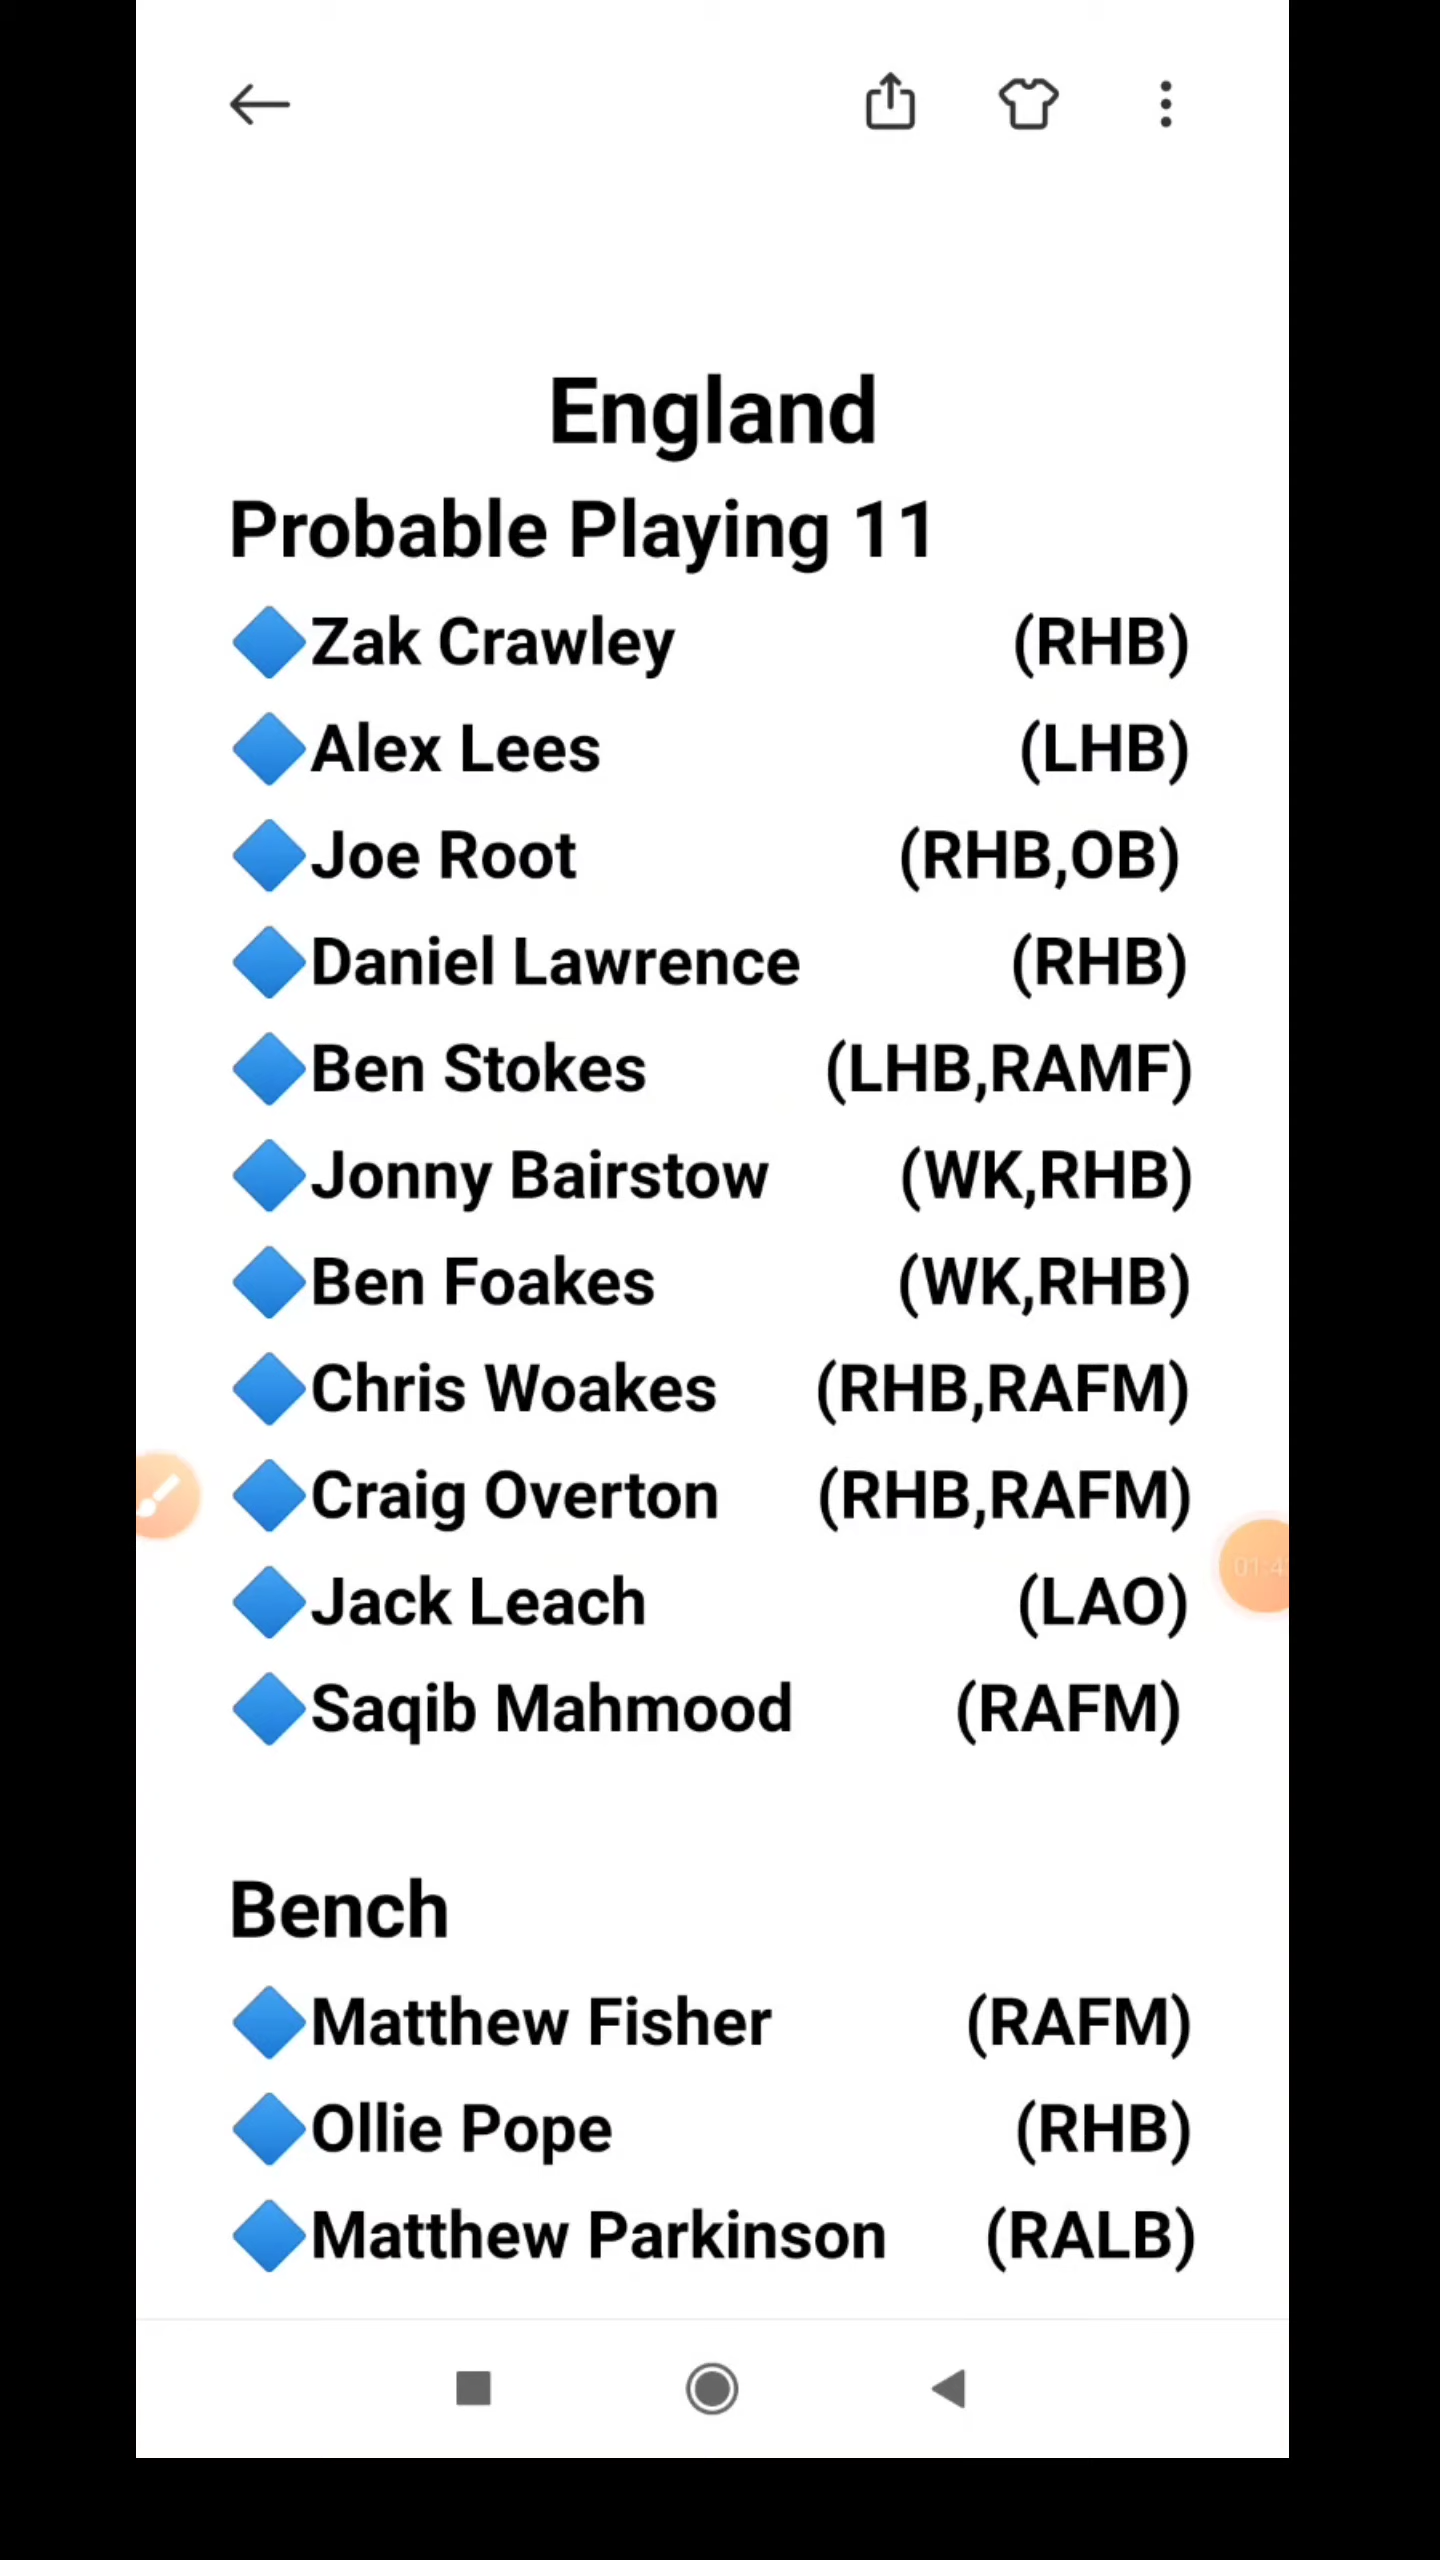 England
Probable Playing 11
🔷Zak Crawley (RHB)
🔷Alex Lees (LHB)
🔷Joe Root (RHB,OB)
🔷Daniel Lawrence (RHB)
🔷Ben Stokes (LHB,RAMF)
🔷Jonny Bairstow (WK,RHB)
🔷Ben Foakes (WK,RHB)
🔷Chris Woakes (RHB,RAFM)
🔷Craig Overton (RHB,RAFM)
🔷Jack Leach (LAO)
🔷Saqib Mahmood (RAFM)
Bench
🔷Matthew Fisher (RAFM)
🔷Ollie Pope (RHB)
🔷Matthew Parkinson (RALB)